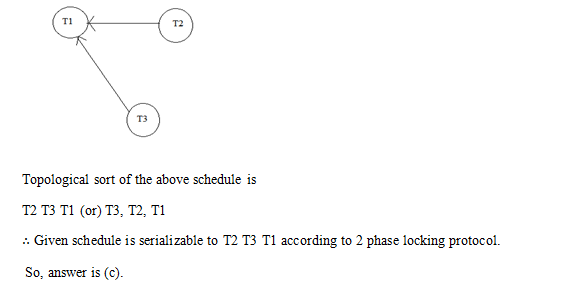 T1
T2
T3
Topological sort of the above schedule is
T2 T3 T1 (or) T3, T2, T1
∴ Given schedule is serializable to T2 T3 T1 according to 2 phase locking protocol.
So, answer is (c).